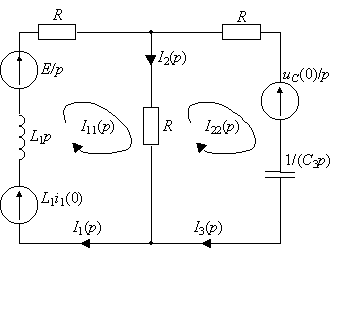 R
R
I2(p)
E/p
uC(0)/p
I11(p)
R
I22(p)
L1p
1/(C3p)
L1i1(0)
I1(p)
I3(p)